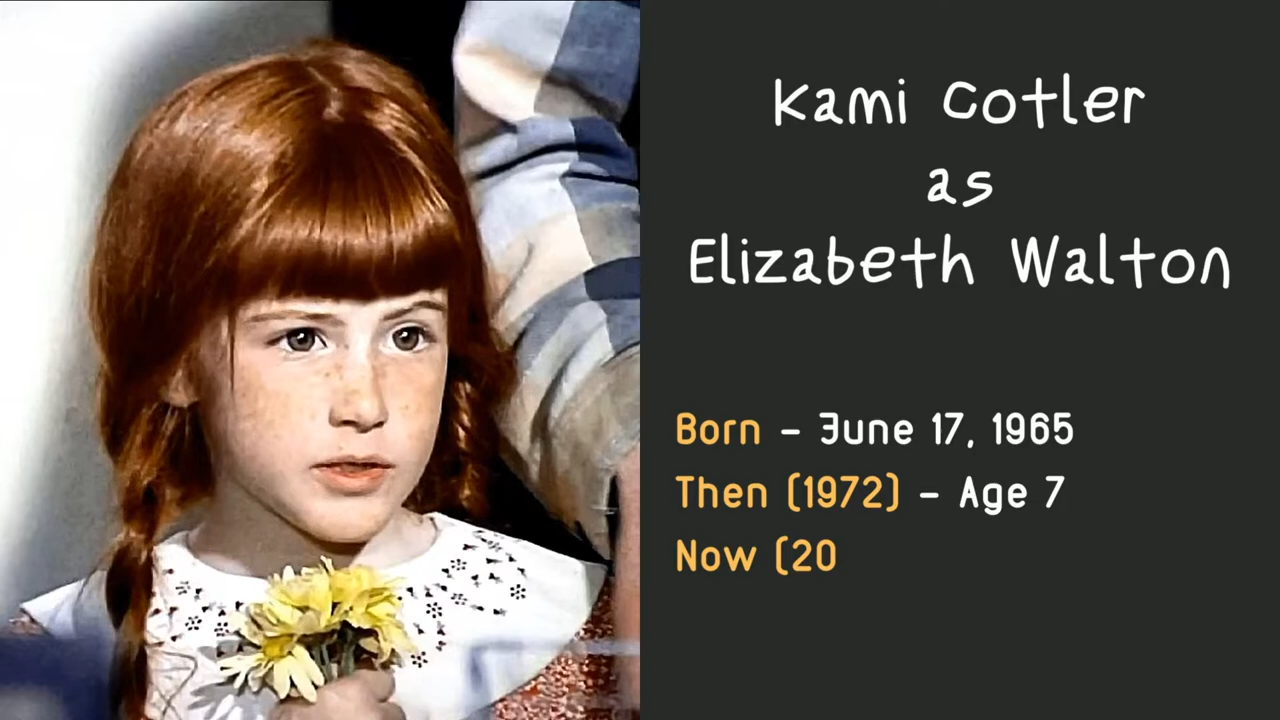 Kami Cotler
as
Elizabeth Walton
Born – June 17, 1965
Then (1972) – Age 7
Now (20